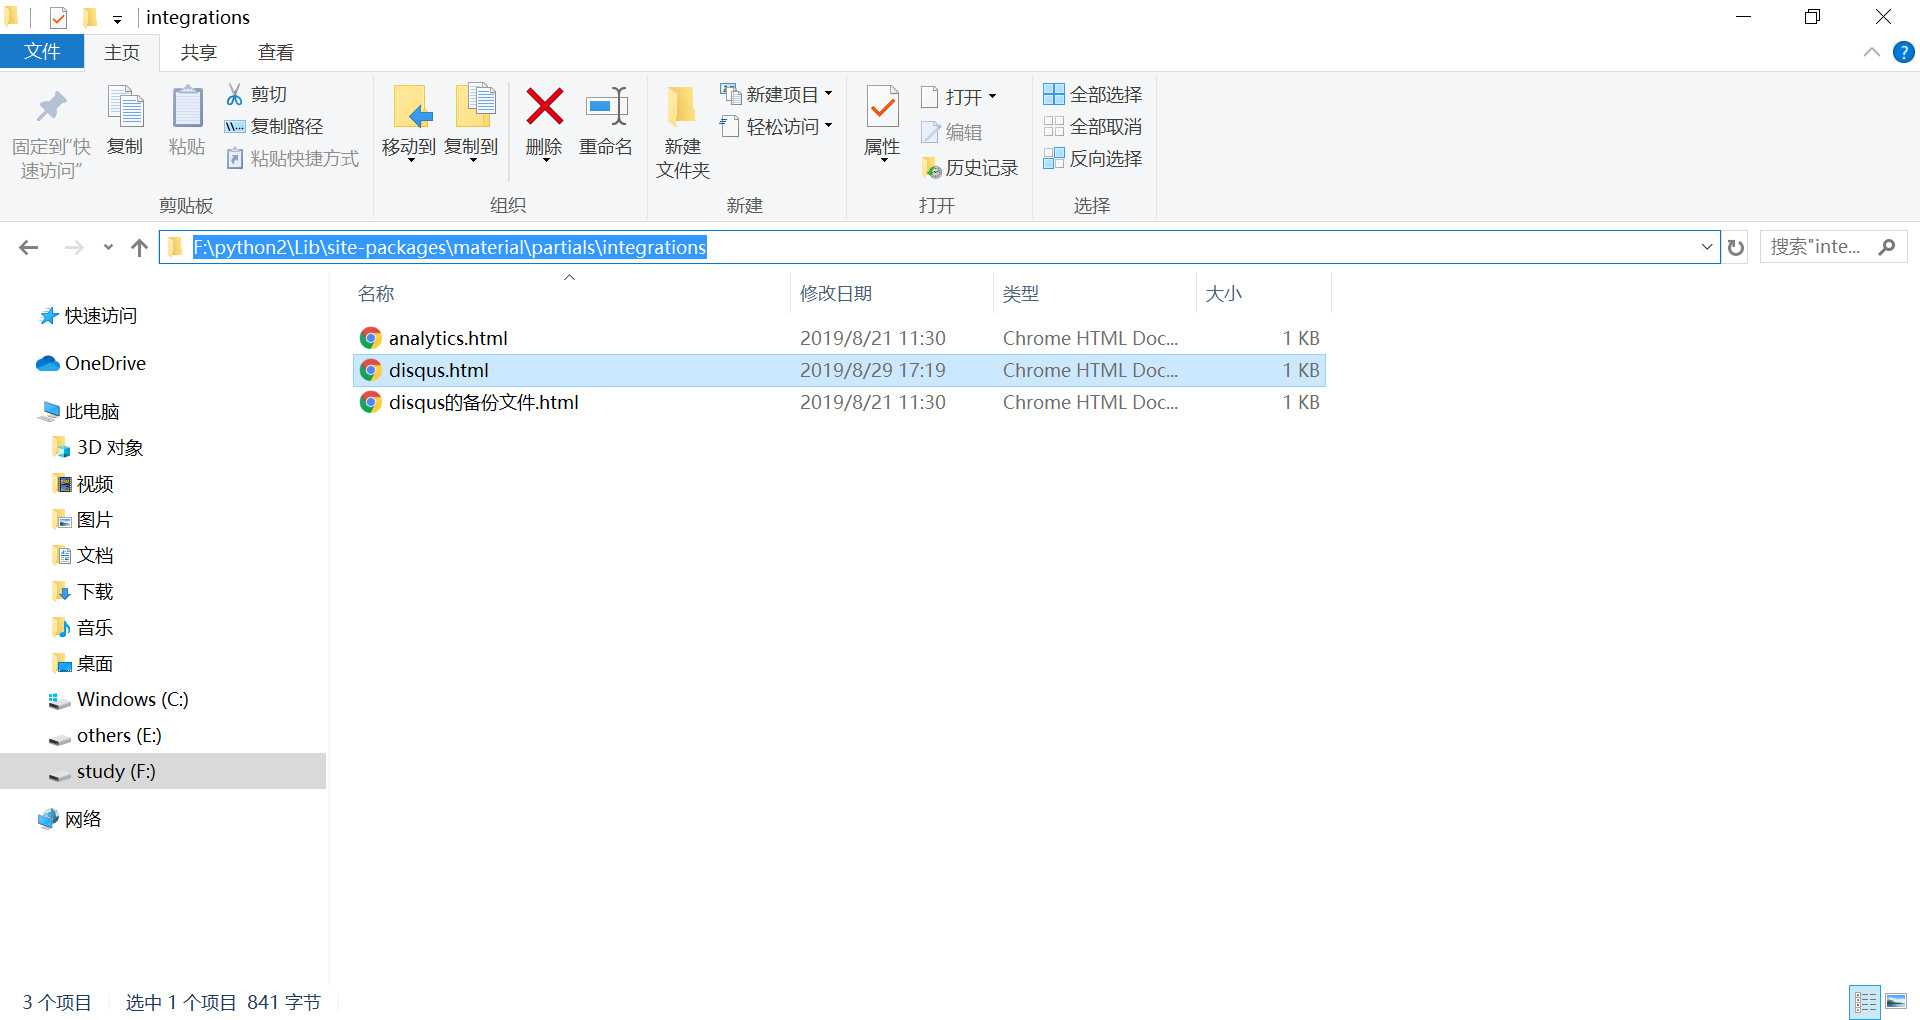 integrations
文件
主页
共享
查看
固定到"快
速访问"
复制
粘贴
剪切
复制路径
粘贴快捷方式
剪贴板
移动到
复制到
删除
重命名
组织
新建
文件夹
新建项目
轻松访问
新建
属性
打开
编辑
历史记录
打开
全部选择
全部取消
反向选择
选择
F:\python2\Lib\site-packages\material\partials\integrations
搜索"inte...
名称 修改日期 类型 大小
analytics.html 2019/8/21 11:30 Chrome HTML Doc... 1 KB
disqus.html 2019/8/29 17:19 Chrome HTML Doc... 1 KB
disqus的备份文件.html 2019/8/21 11:30 Chrome HTML Doc... 1 KB
快速访问
OneDrive
此电脑
3D 对象
视频
图片
文档
下载
音乐
桌面
Windows (C:)
others (E:)
study (F:)
网络
3 个项目 选中 1 个项目 841 字节